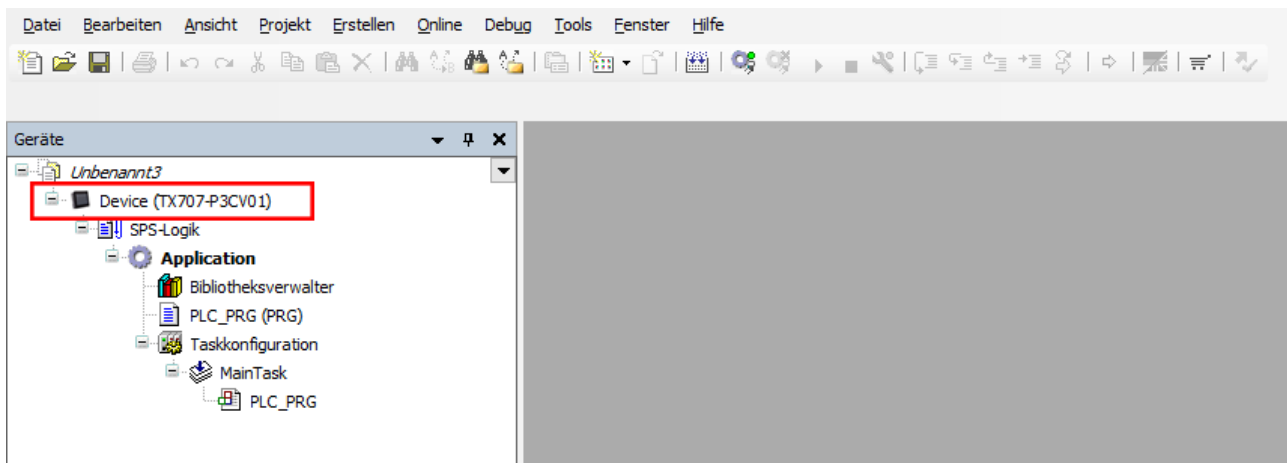 Datei Bearbeiten Ansicht Projekt Erstellen Online Debug Tools Fenster Hilfe
Geräte
Unbenannt3
Device (TX707-P3CV01)
SPS-Logik
Application
Bibliotheksverwalter
PLC_PRG (PRG)
Taskkonfiguration
MainTask
PLC_PRG